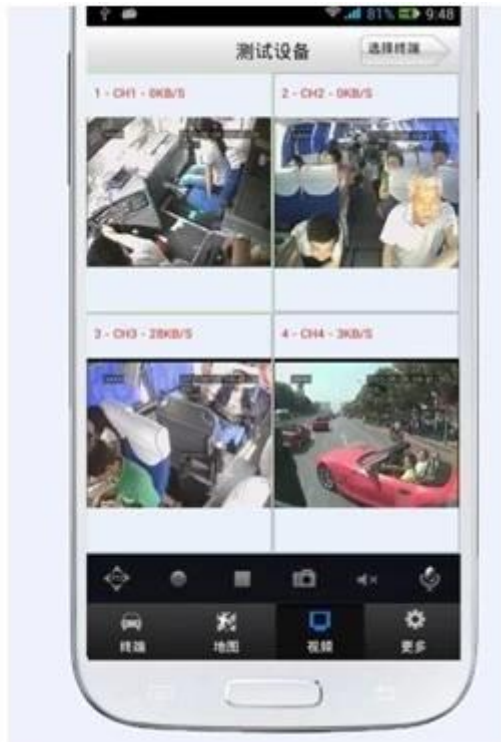 81% 9:48
测试设备
选择终端
1 - CH1 - 0KB/S
2 - CH2 - 0KB/S
3 - CH3 - 28KB/S
4 - CH4 - 3KB/S
终端
地图
视频
更多